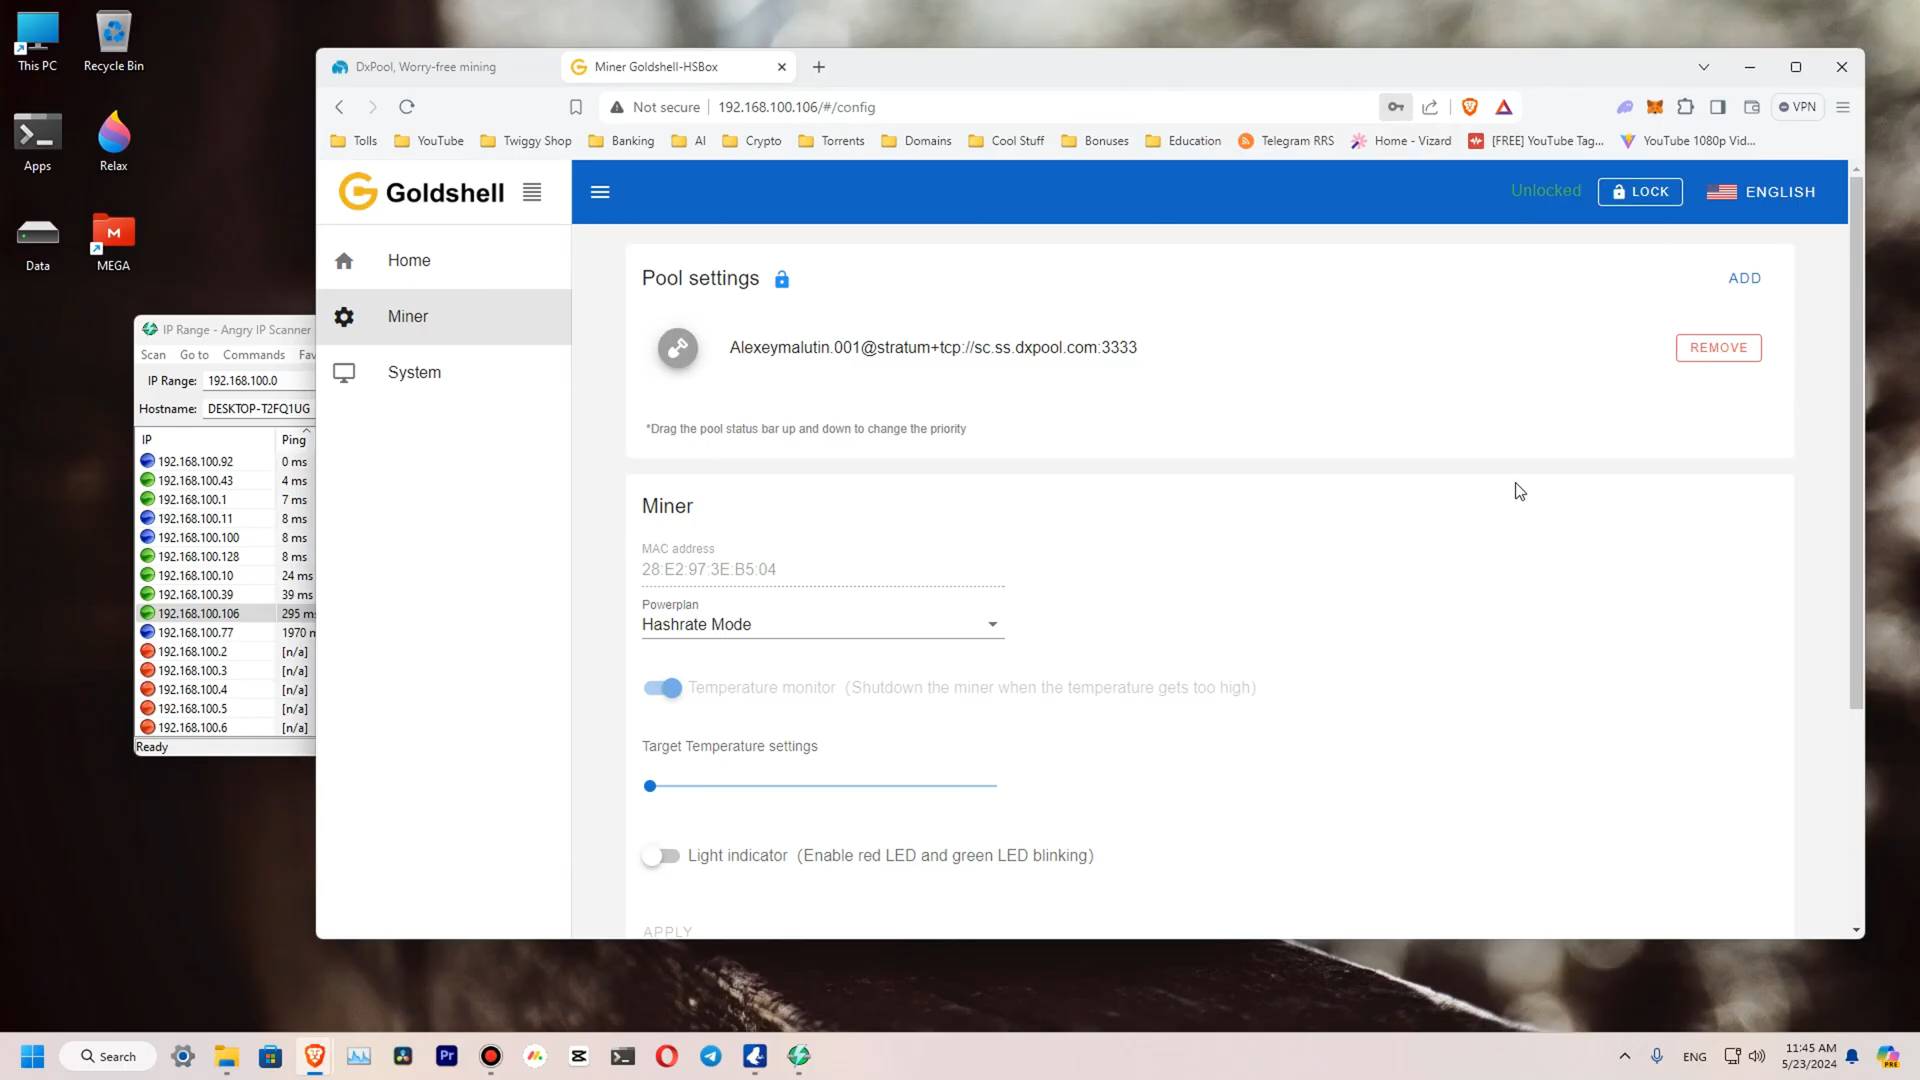 This PC
Recycle Bin
Apps
Relax
Data
MEGA
IP Range - Angry IP Scanner
Scan Go to Commands Fav
IP Range: 192.168.100.0
Hostname: DESKTOP-T2FQ1UG
IP Ping
192.168.100.92 0 ms
192.168.100.43 4 ms
192.168.100.1 7 ms
192.168.100.11 8 ms
192.168.100.100 8 ms
192.168.100.128 8 ms
192.168.100.10 24 ms
192.168.100.39 39 ms
192.168.100.106 295 ms
192.168.100.77 1970 m
192.168.100.2 [n/a]
192.168.100.3 [n/a]
192.168.100.4 [n/a]
192.168.100.5 [n/a]
192.168.100.6 [n/a]
Ready
DxPool, Worry-free mining
Miner Goldshell-HSBox
Not secure 192.168.100.106/#/config
VPN
Tolls YouTube Twiggy Shop Banking AI Crypto Torrents Domains Cool Stuff Bonuses Education Telegram RRS Home - Vizard [FREE] YouTube Tag... YouTube 1080p Vid...
Goldshell
Unlocked LOCK ENGLISH
Home
Miner
System
Pool settings
ADD
Alexeymalutin.001@stratum+tcp://sc.ss.dxpool.com:3333
REMOVE
*Drag the pool status bar up and down to change the priority
Miner
MAC address
28:E2:97:3E:B5:04
Powerplan
Hashrate Mode
Temperature monitor (Shutdown the miner when the temperature gets too high)
Target Temperature settings
Light indicator (Enable red LED and green LED blinking)
APPLY
Search
Pr
ENG
11:45 AM
5/23/2024
PRE